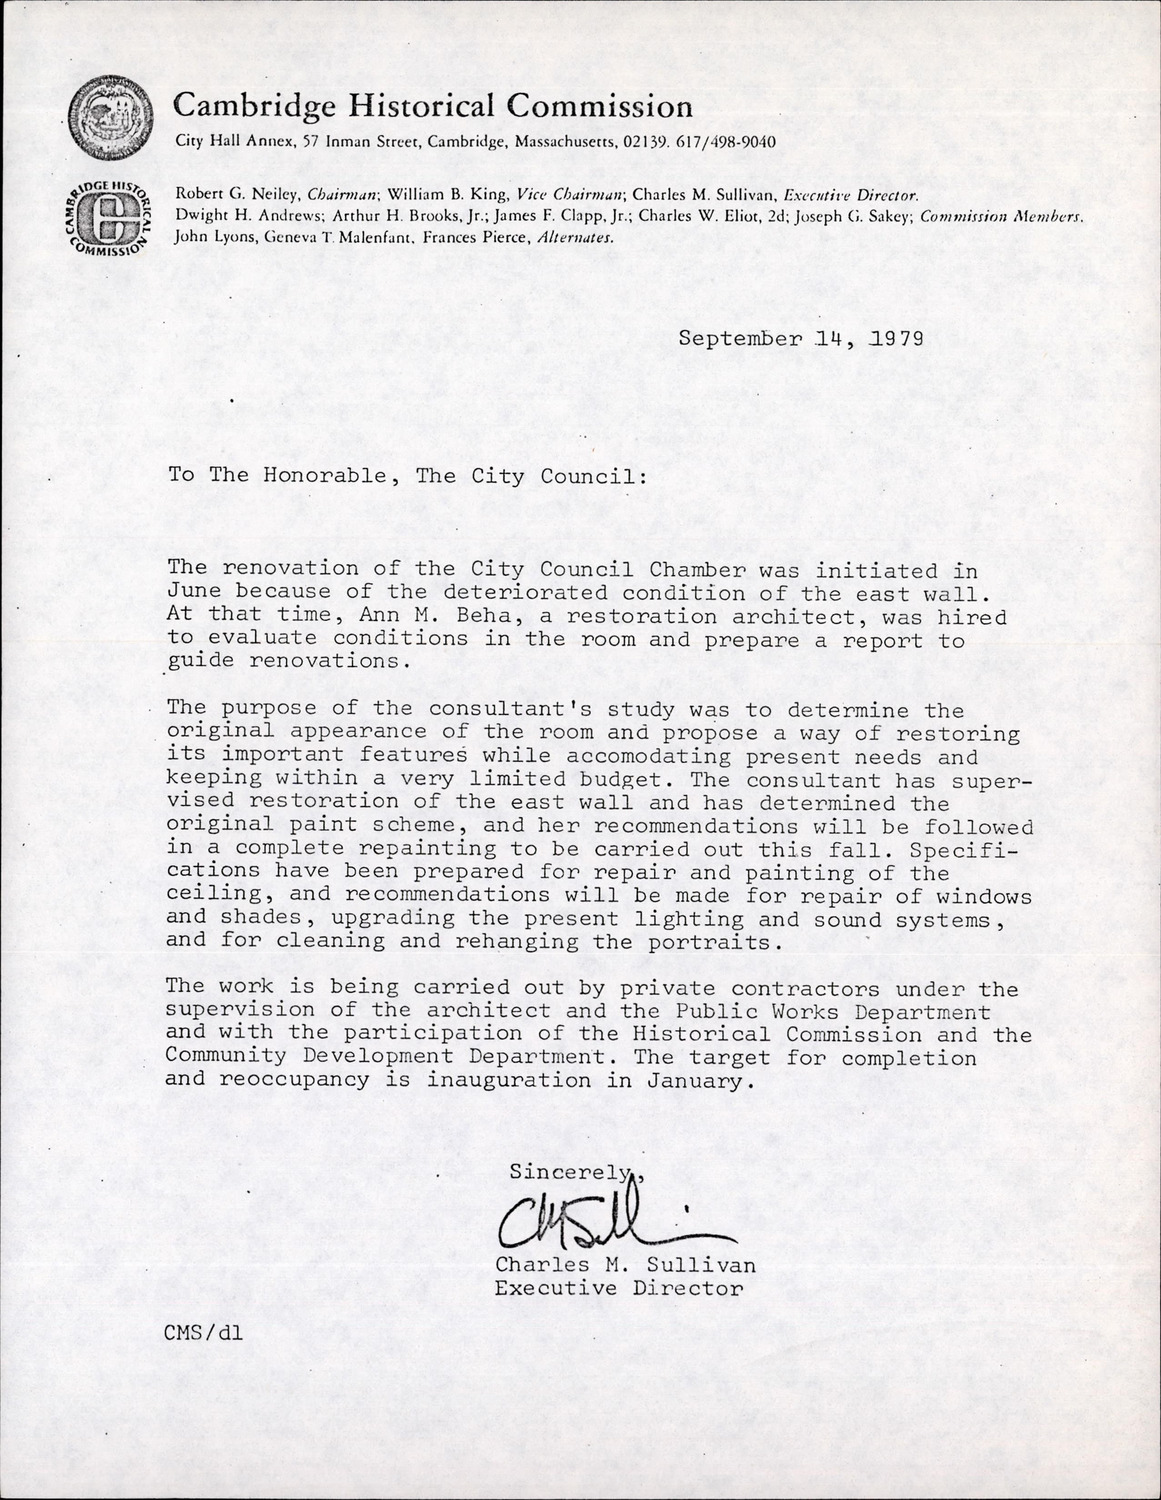 Cambridge Historical Commission
City Hall Annex, 57 Inman Street, Cambridge, Massachusetts, 02139. 617/498-9040
CAMBRIDGE HISTORICAL COMMISSION
Robert G. Neiley, Chairman; William B. King, Vice Chairman; Charles M. Sullivan, Executive Director.
Dwight H. Andrews; Arthur H. Brooks, Jr.; James F. Clapp, Jr.; Charles W. Eliot, 2d; Joseph G. Sakey; Commission Members.
John Lyons, Geneva T. Malenfant, Frances Pierce, Alternates.
September 14, 1979
To The Honorable, The City Council:
The renovation of the City Council Chamber was initiated in
June because of the deteriorated condition of the east wall.
At that time, Ann M. Beha, a restoration architect, was hired
to evaluate conditions in the room and prepare a report to
guide renovations.
The purpose of the consultant's study was to determine the
original appearance of the room and propose a way of restoring
its important features while accomodating present needs and
keeping within a very limited budget. The consultant has super-
vised restoration of the east wall and has determined the
original paint scheme, and her recommendations will be followed
in a complete repainting to be carried out this fall. Specifi-
cations have been prepared for repair and painting of the
ceiling, and recommendations will be made for repair of windows
and shades, upgrading the present lighting and sound systems,
and for cleaning and rehanging the portraits.
The work is being carried out by private contractors under the
supervision of the architect and the Public Works Department
and with the participation of the Historical Commission and the
Community Development Department. The target for completion
and reoccupancy is inauguration in January.
Sincerely,
CMSullivan
Charles M. Sullivan
Executive Director
CMS/dl